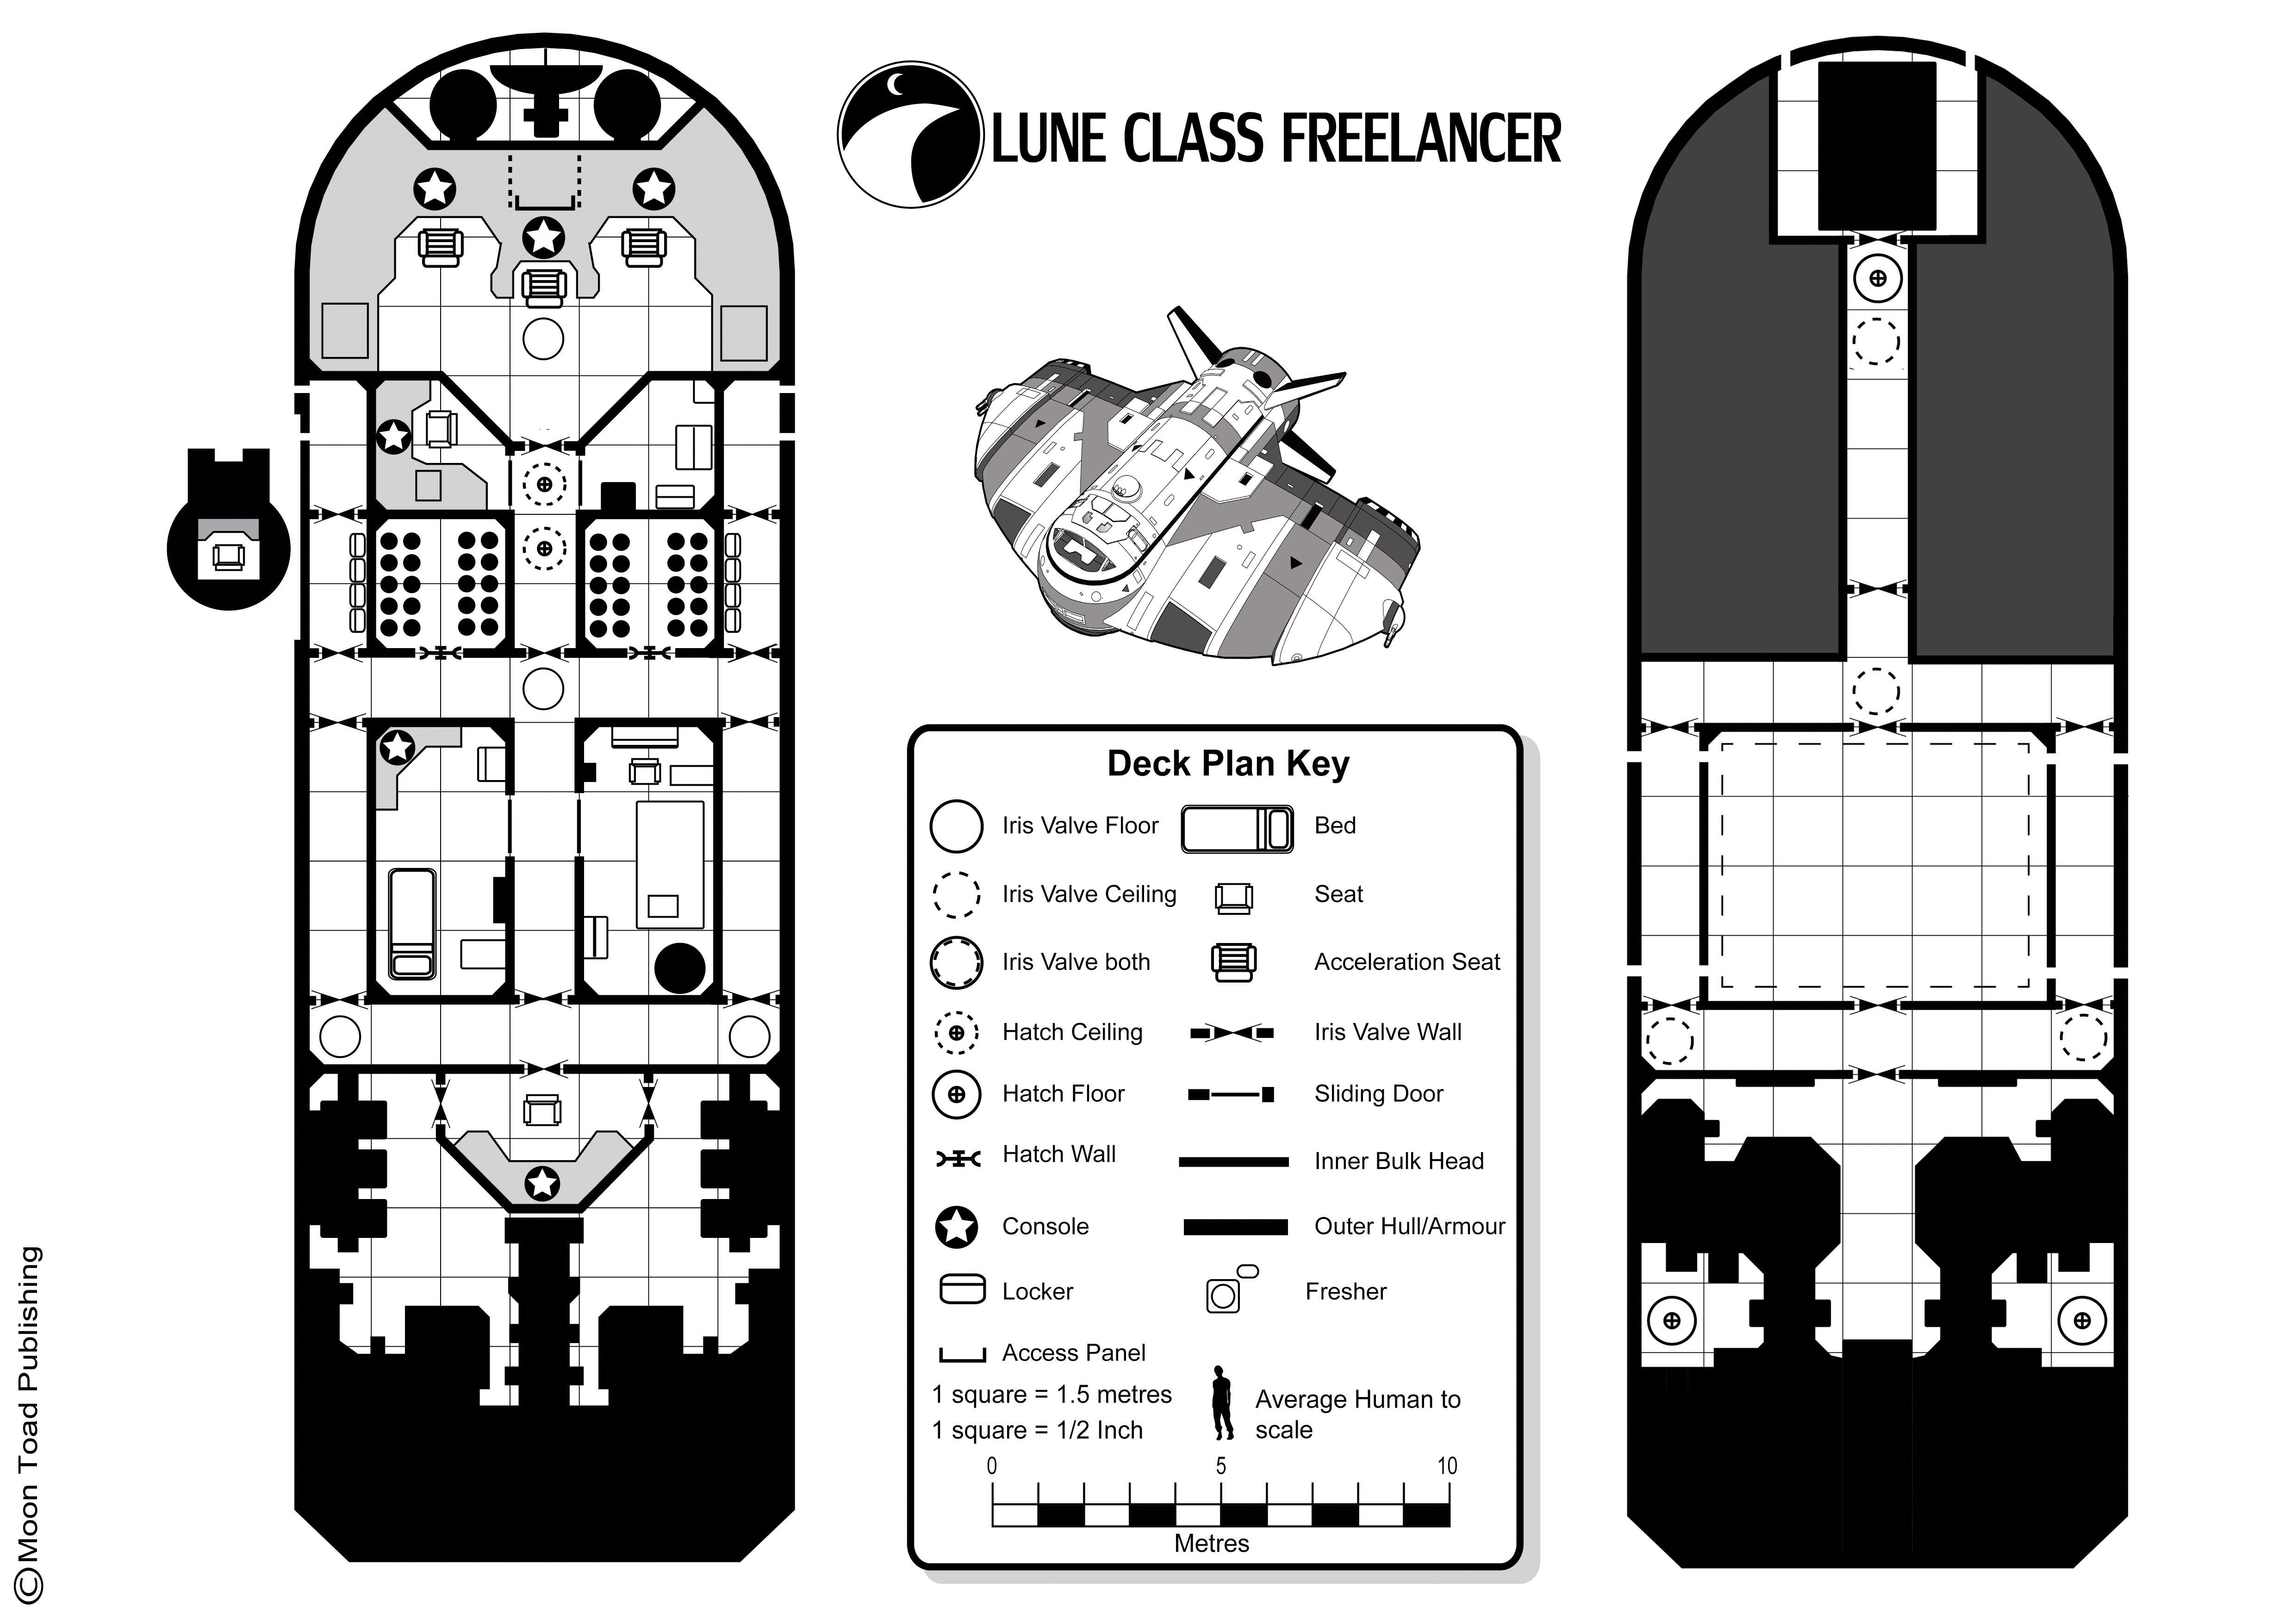 LUNE CLASS FREELANCER
Deck Plan Key
Iris Valve Floor
Bed
Iris Valve Ceiling
Seat
Iris Valve both
Acceleration Seat
Hatch Ceiling
Iris Valve Wall
Hatch Floor
Sliding Door
Hatch Wall
Inner Bulk Head
Console
Outer Hull/Armour
Locker
Fresher
Access Panel
1 square = 1.5 metres
1 square = 1/2 Inch
Average Human to
scale
0 5 10
Metres
©Moon Toad Publishing